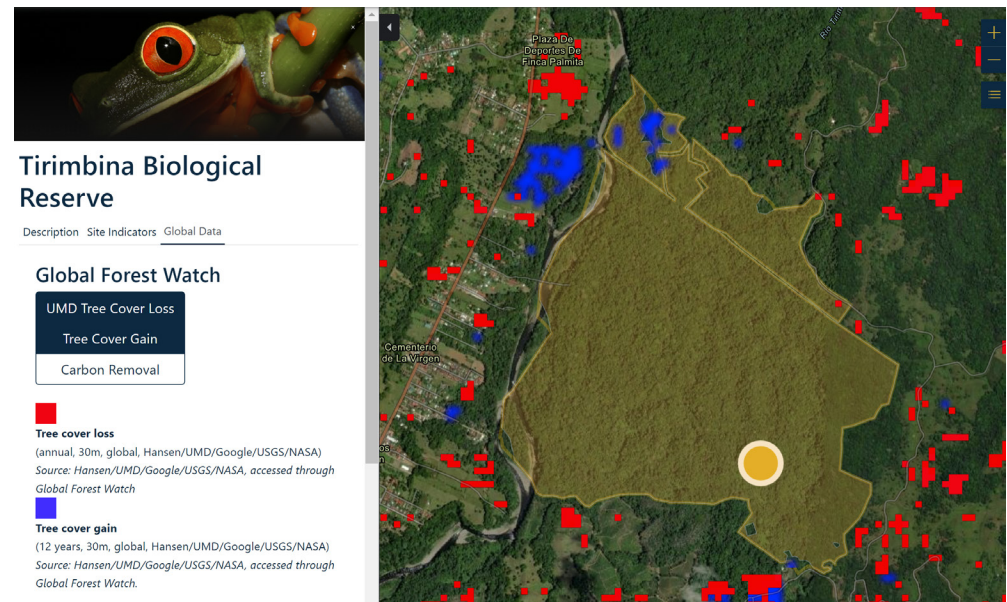 Tirimbina Biological
Reserve
Description Site Indicators Global Data
Global Forest Watch
UMD Tree Cover Loss
Tree Cover Gain
Carbon Removal
Tree cover loss
(annual, 30m, global, Hansen/UMD/Google/USGS/NASA)
Source: Hansen/UMD/Google/USGS/NASA, accessed through
Global Forest Watch
Tree cover gain
(12 years, 30m, global, Hansen/UMD/Google/USGS/NASA)
Source: Hansen/UMD/Google/USGS/NASA, accessed through
Global Forest Watch.
Plaza De
Deportes De
Finca Palmita
Cementerio
de La Virgen